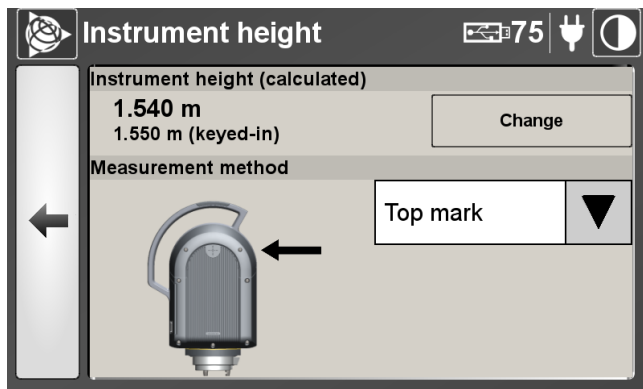 Instrument height
75
Instrument height (calculated)
1.540 m
1.550 m (keyed-in)
Change
Measurement method
Top mark